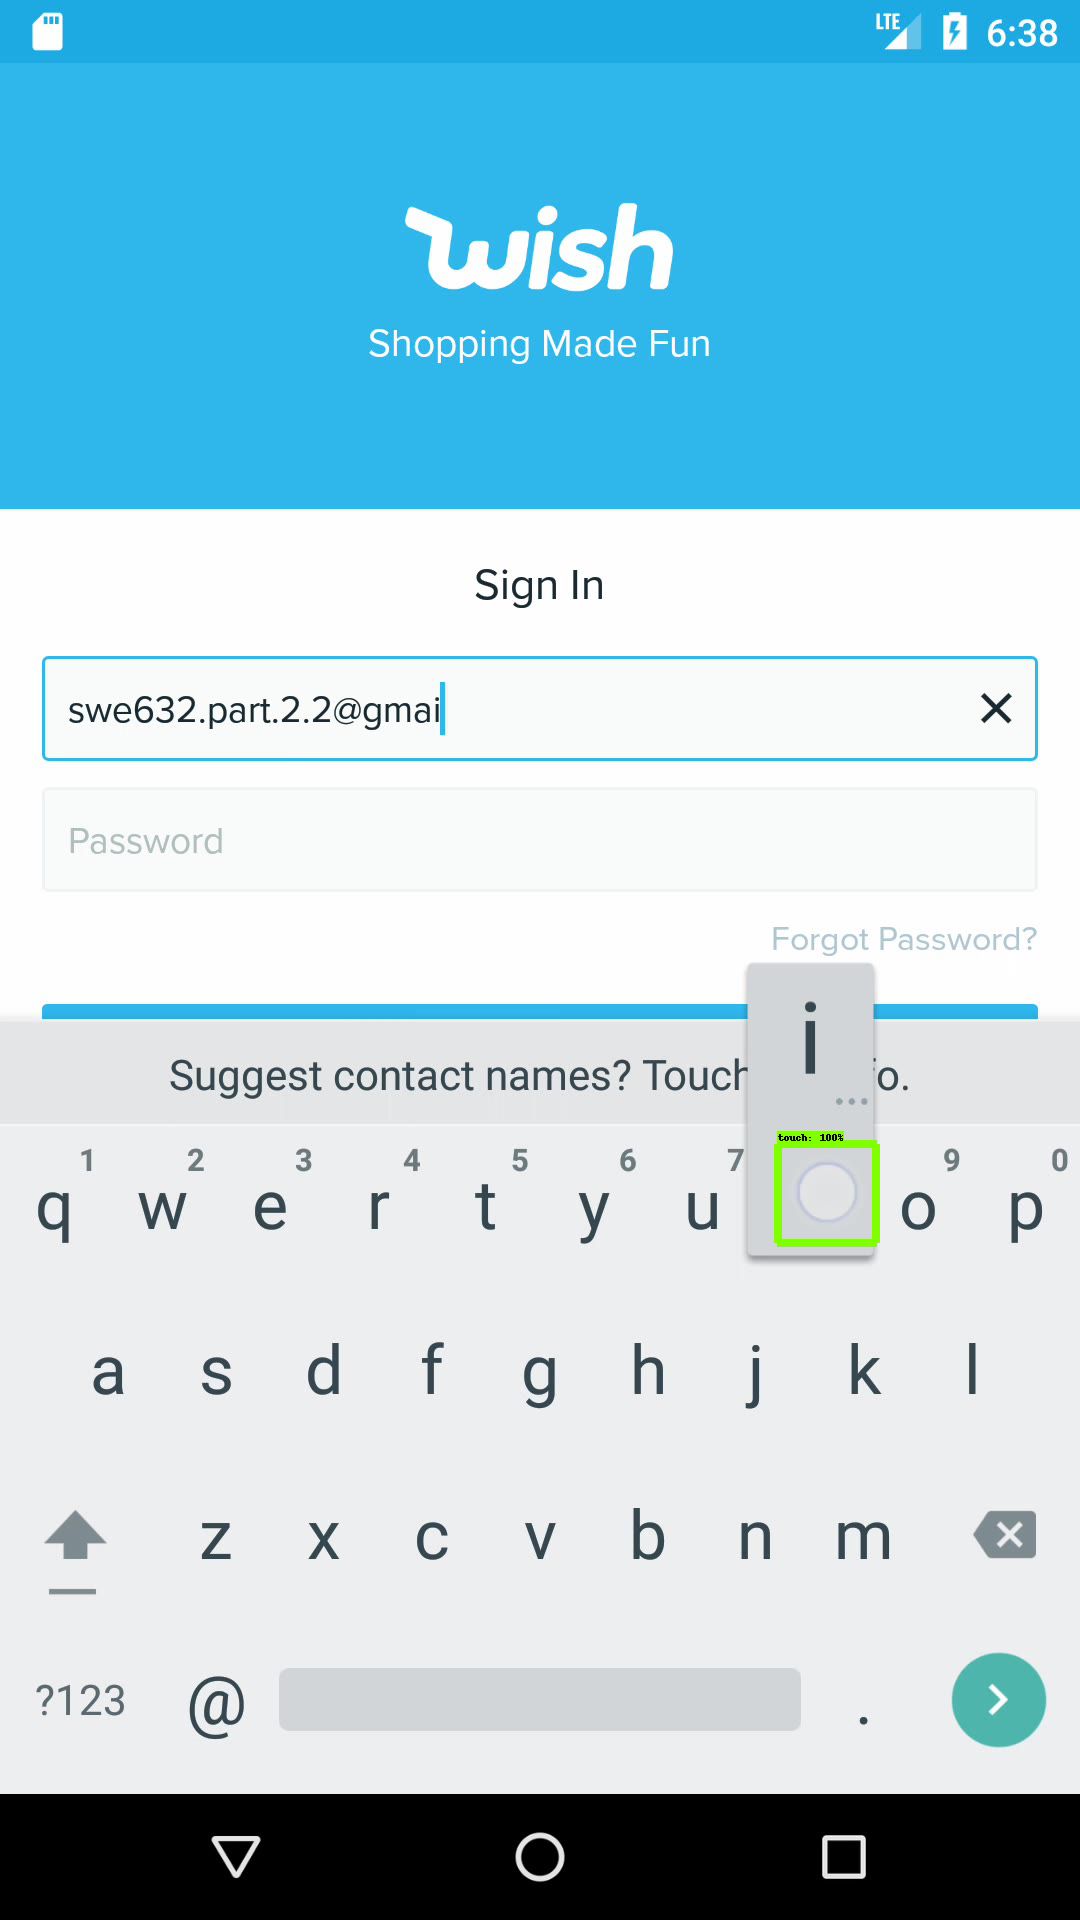 LTE 6:38
wish
Shopping Made Fun
Sign In
swe632.part.2.2@gmai
Password
Forgot Password?
i
Suggest contact names? Touch fo.
touch: 100%
1 2 3 4 5 6 7 9 0
q w e r t y u o p
a s d f g h j k l
z x c v b n m
?123 @ .